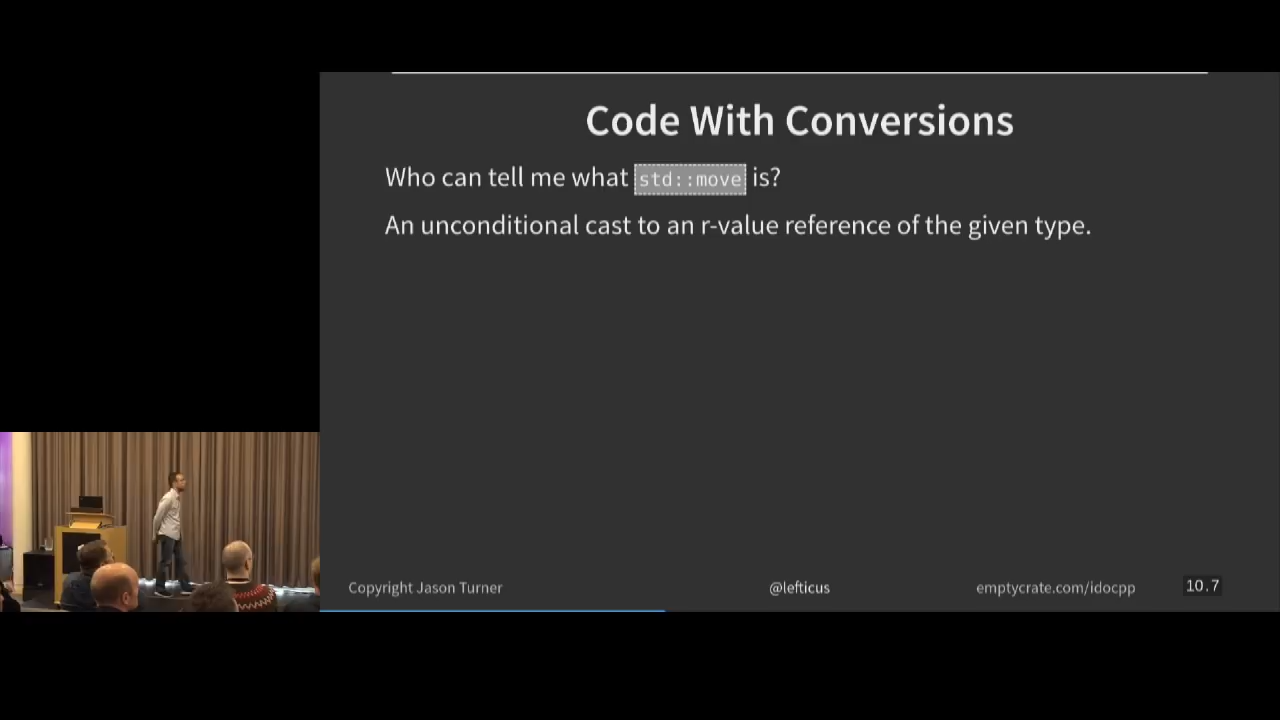 Code With Conversions
Who can tell me what std::move is?
An unconditional cast to an r-value reference of the given type.
Copyright Jason Turner
@lefticus
emptycrate.com/idocpp
10.7